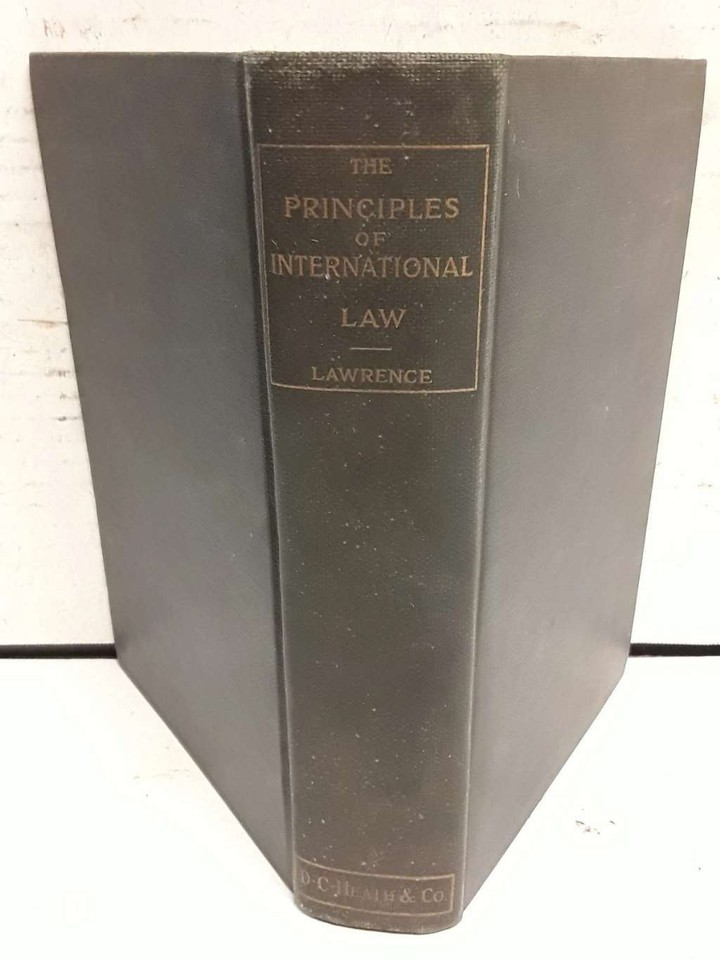 THE
PRINCIPLES
OF
INTERNATIONAL
LAW
LAWRENCE
D·C·HEATH & CO.